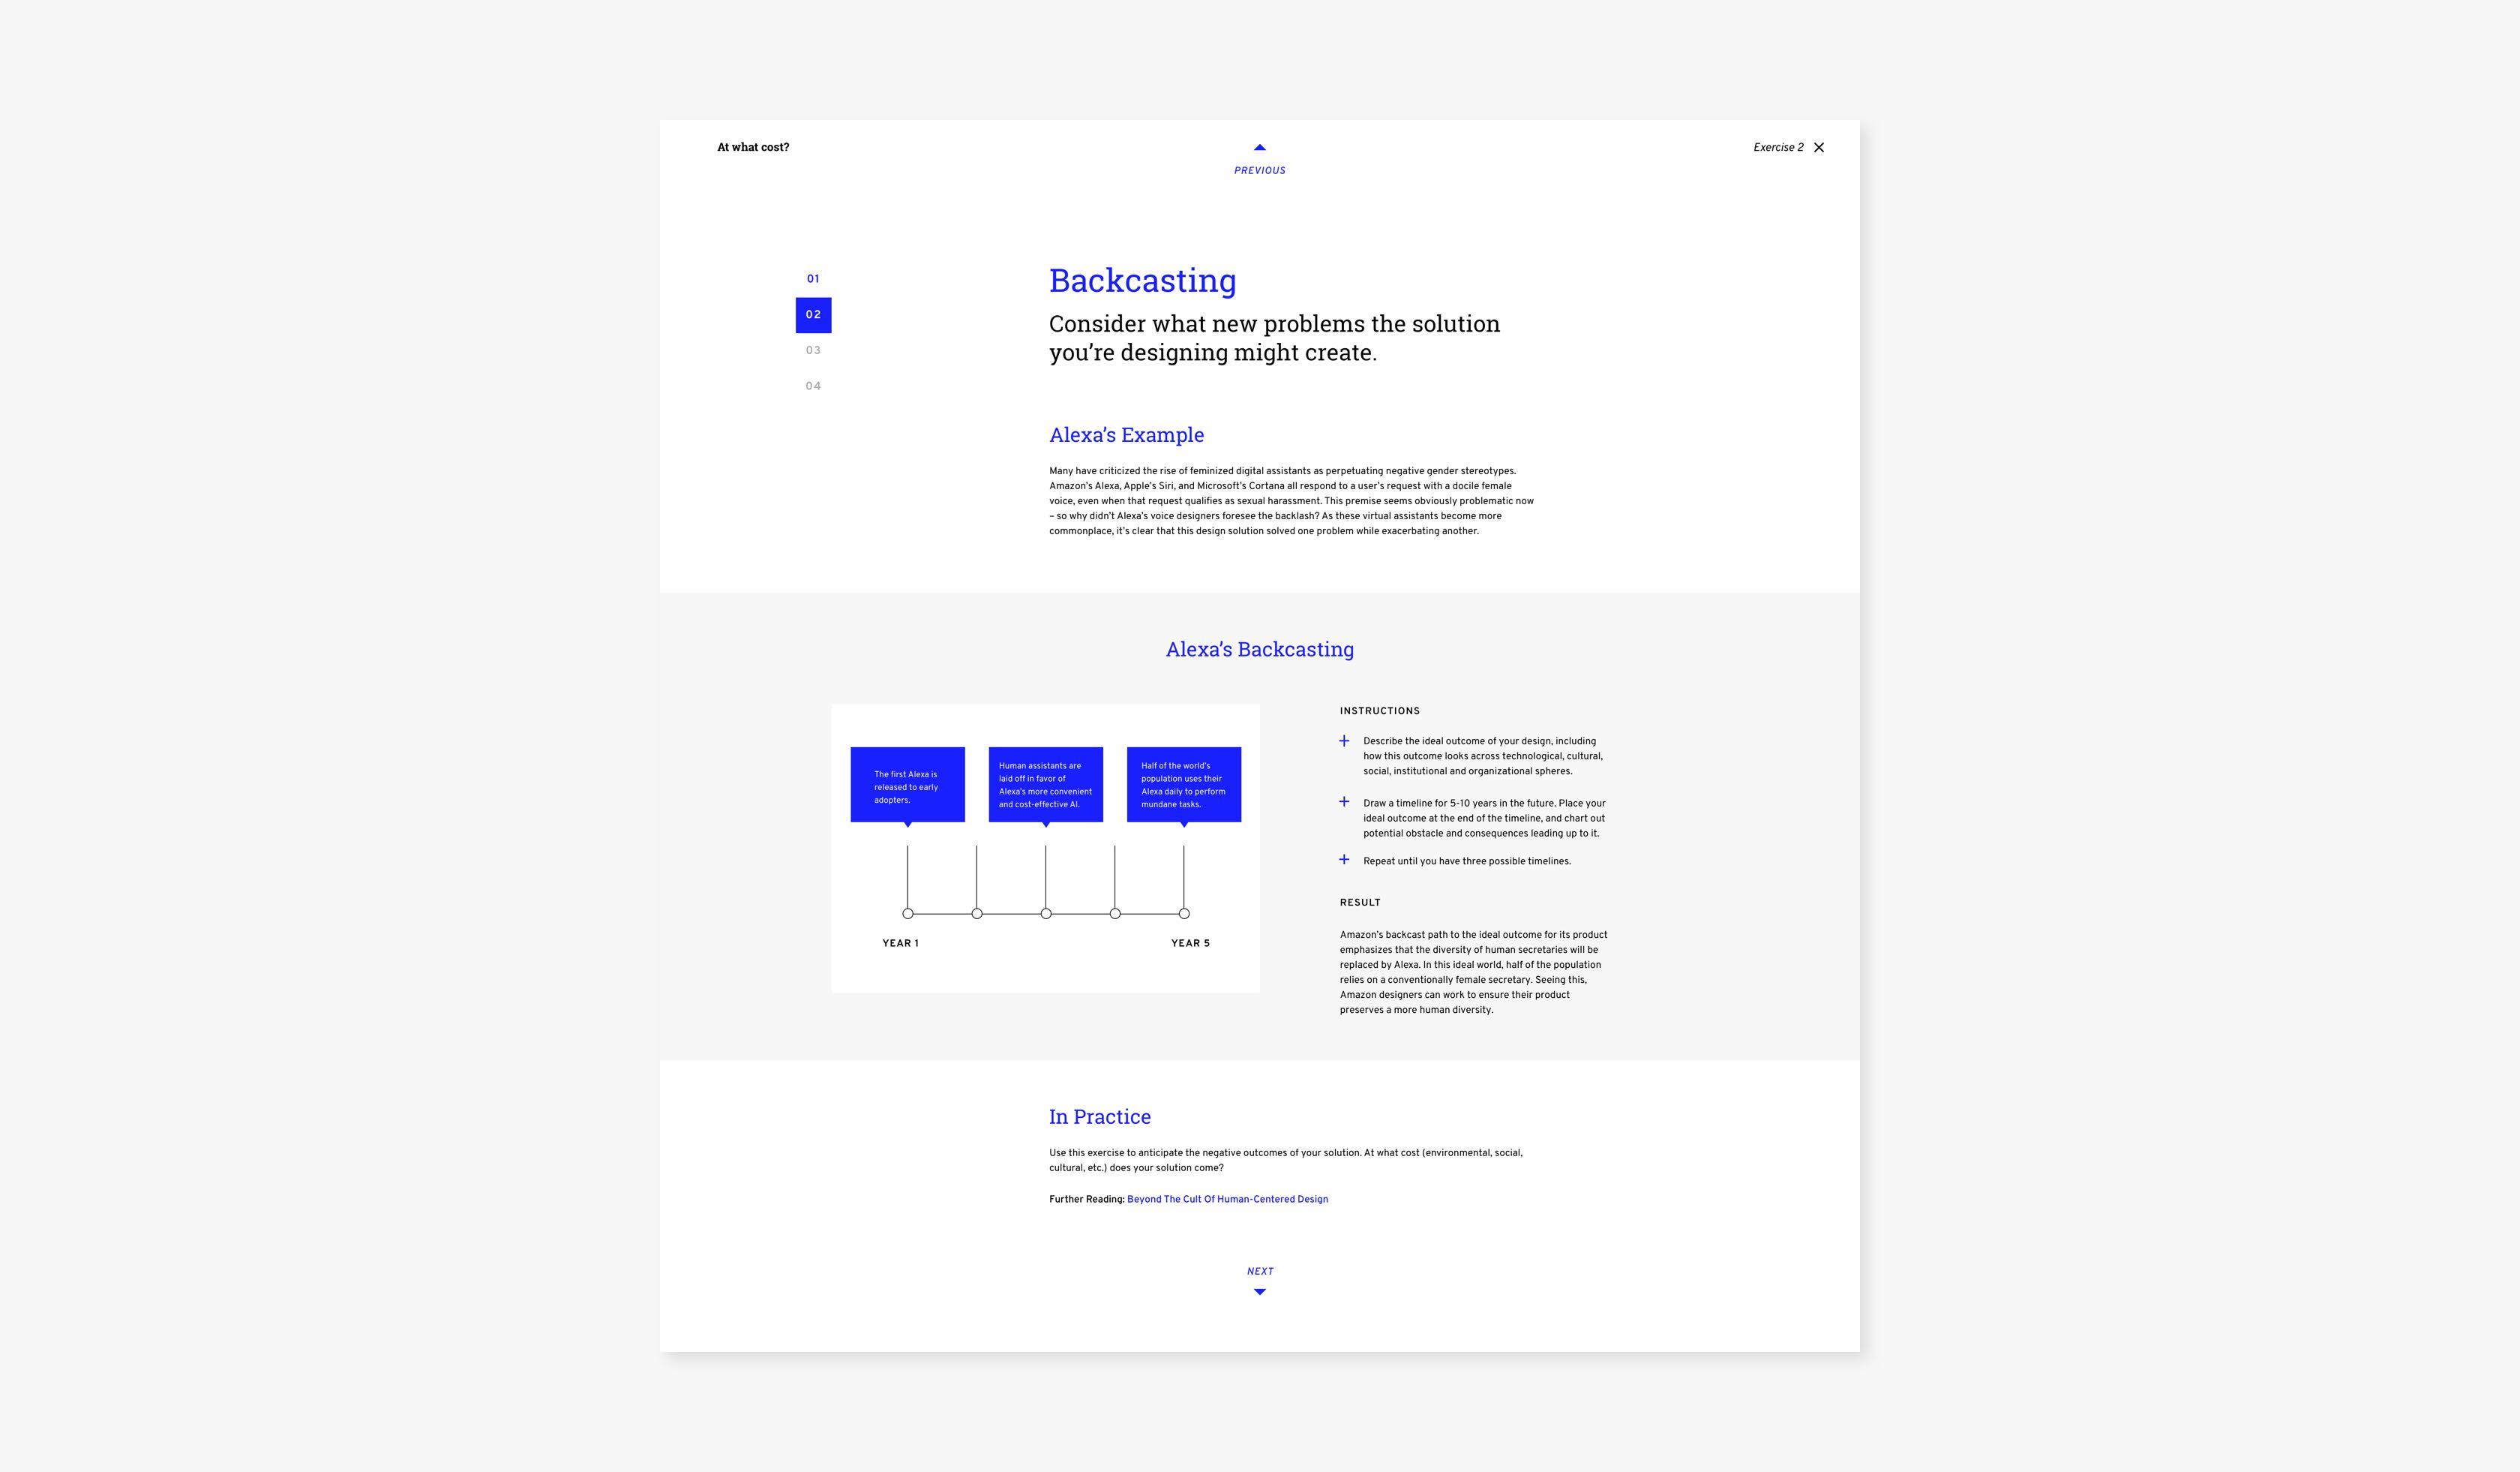 At what cost?
PREVIOUS
Exercise 2
01
02
03
04
Backcasting
Consider what new problems the solution
you’re designing might create.
Alexa’s Example
Many have criticized the rise of feminized digital assistants as perpetuating negative gender stereotypes.
Amazon’s Alexa, Apple’s Siri, and Microsoft’s Cortana all respond to a user’s request with a docile female
voice, even when that request qualifies as sexual harassment. This premise seems obviously problematic now
– so why didn’t Alexa’s voice designers foresee the backlash? As these virtual assistants become more
commonplace, it’s clear that this design solution solved one problem while exacerbating another.
Alexa’s Backcasting
The first Alexa is
released to early
adopters.
Human assistants are
laid off in favor of
Alexa’s more convenient
and cost-effective AI.
Half of the world’s
population uses their
Alexa daily to perform
mundane tasks.
YEAR 1
YEAR 5
INSTRUCTIONS
Describe the ideal outcome of your design, including
how this outcome looks across technological, cultural,
social, institutional and organizational spheres.
Draw a timeline for 5-10 years in the future. Place your
ideal outcome at the end of the timeline, and chart out
potential obstacle and consequences leading up to it.
Repeat until you have three possible timelines.
RESULT
Amazon’s backcast path to the ideal outcome for its product
emphasizes that the diversity of human secretaries will be
replaced by Alexa. In this ideal world, half of the population
relies on a conventionally female secretary. Seeing this,
Amazon designers can work to ensure their product
preserves a more human diversity.
In Practice
Use this exercise to anticipate the negative outcomes of your solution. At what cost (environmental, social,
cultural, etc.) does your solution come?
Further Reading: Beyond The Cult Of Human-Centered Design
NEXT